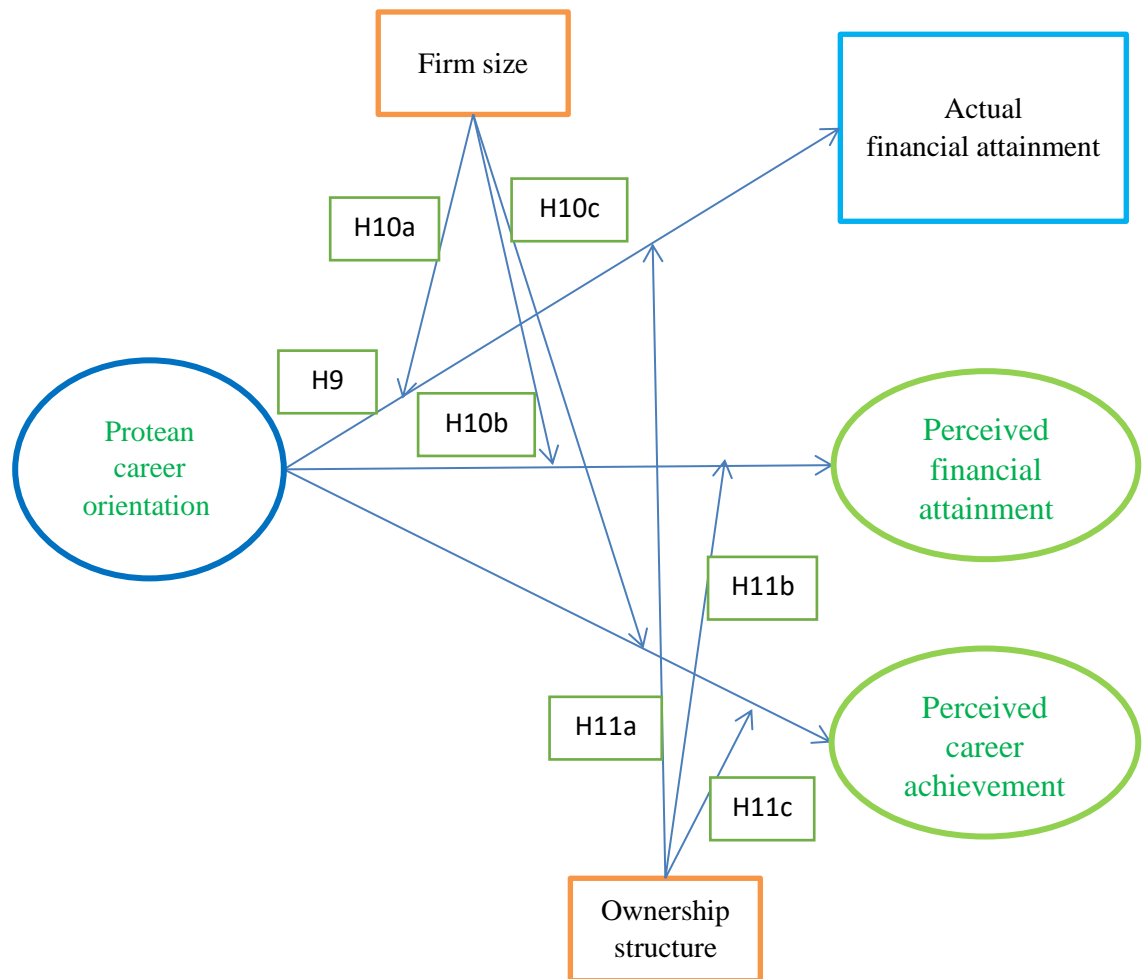 Firm size
Actual
financial attainment
H10a
H10c
H9
H10b
Protean
career
orientation
Perceived
financial
attainment
H11b
H11a
H11c
Perceived
career
achievement
Ownership
structure